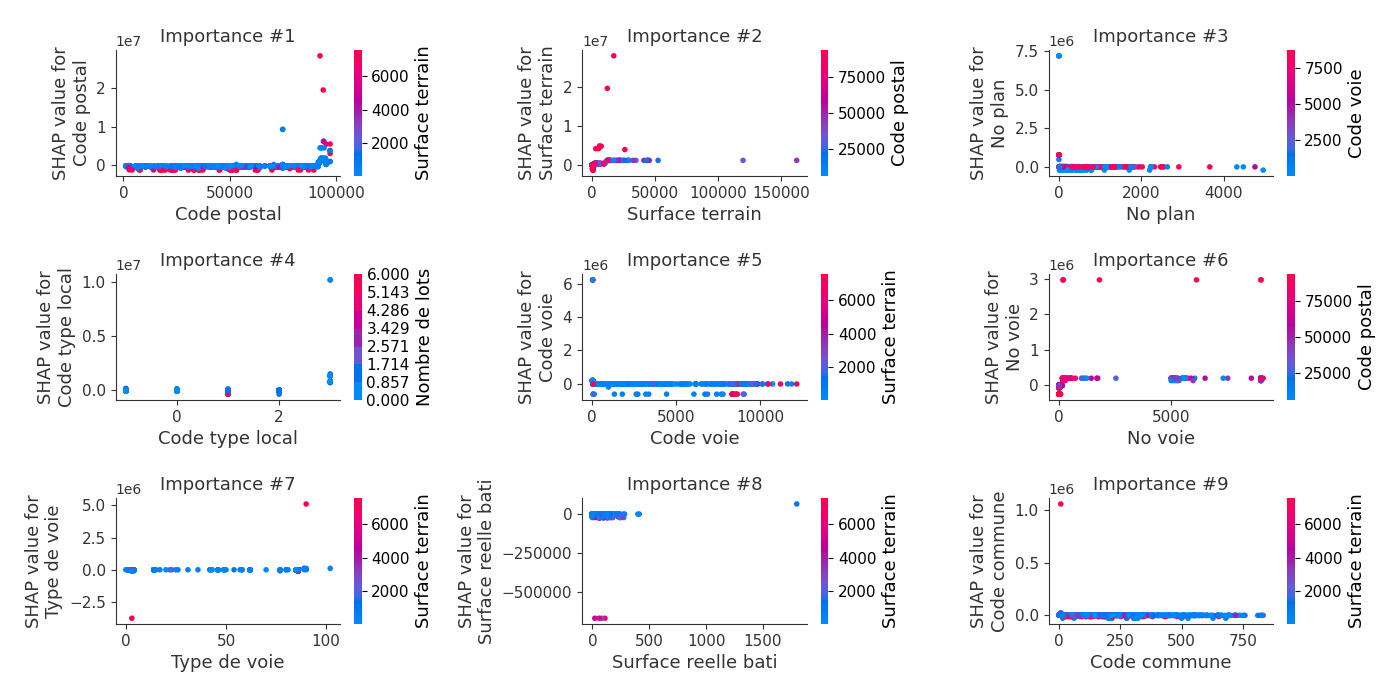 Importance #1
1e7
SHAP value for
Code postal
2
1
0
0
50000
100000
Code postal
6000
4000
2000
Surface terrain
Importance #2
1e7
SHAP value for
Surface terrain
2
1
0
0
50000
100000
150000
Surface terrain
75000
50000
25000
Code postal
Importance #3
1e6
SHAP value for
No plan
7.5
5.0
2.5
0.0
0
2000
4000
No plan
7500
5000
2500
Code voie
Importance #4
1e7
SHAP value for
Code type local
1.0
0.5
0.0
0
2
Code type local
6.000
5.143
4.286
3.429
2.571
1.714
0.857
0.000
Nombre de lots
Importance #5
1e6
SHAP value for
Code voie
6
4
2
0
0
5000
10000
Code voie
6000
4000
2000
Surface terrain
Importance #6
1e6
SHAP value for
No voie
3
2
1
0
0
5000
No voie
75000
50000
25000
Code postal
Importance #7
1e6
SHAP value for
Type de voie
5.0
2.5
0.0
−2.5
0
50
100
Type de voie
6000
4000
2000
Surface terrain
Importance #8
SHAP value for
Surface reelle bati
0
−250000
−500000
0
500
1000
1500
Surface reelle bati
6000
4000
2000
Surface terrain
Importance #9
1e6
SHAP value for
Code commune
1.0
0.5
0.0
0
250
500
750
Code commune
6000
4000
2000
Surface terrain